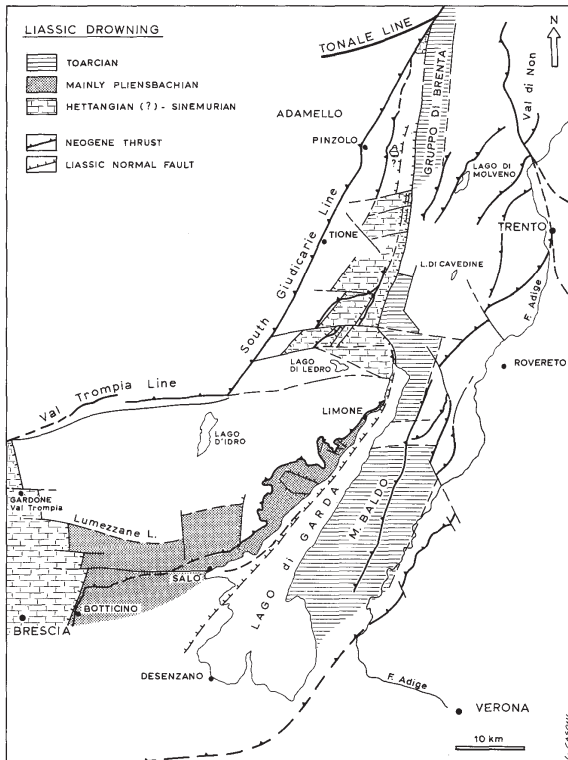 LIASSIC DROWNING
TOARCIAN
MAINLY PLIENSBACHIAN
HETTANGIAN (?) - SINEMURIAN
NEOGENE THRUST
LIASSIC NORMAL FAULT
TONALE LINE
N
Val di Non
GRUPPO DI BRENTA
ADAMELLO
PINZOLO
?
LAGO DI
MOLVENO
TRENTO
TIONE
L. DI CAVEDINE
South Giudicarie Line
F. Adige
ROVERETO
LAGO
DI LEDRO
Val Trompia Line
LIMONE
LAGO
D'IDRO
GARDONE
Val Trompia
Lumezzane L.
M. BALDO
LAGO di GARDA
SALO'
BOTTICINO
BRESCIA
DESENZANO
F. Adige
VERONA
10 km